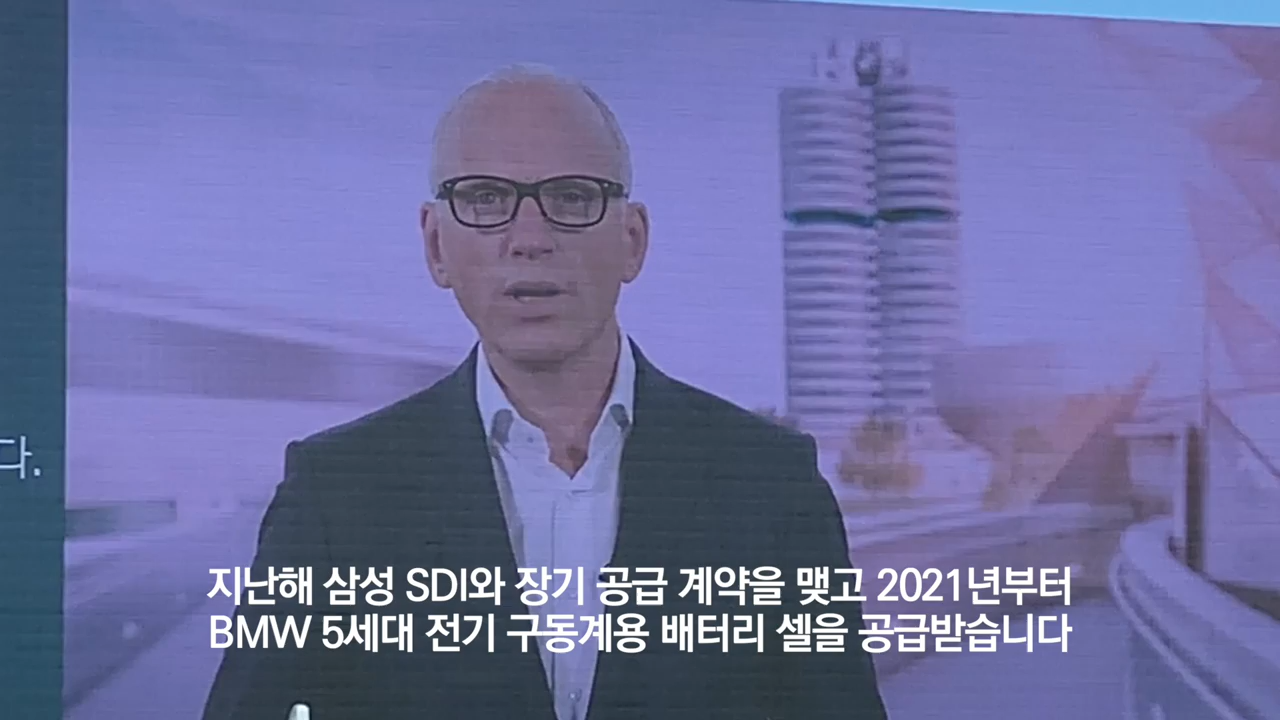 다.
지난해 삼성 SDI와 장기 공급 계약을 맺고 2021년부터
BMW 5세대 전기 구동계용 배터리 셀을 공급받습니다